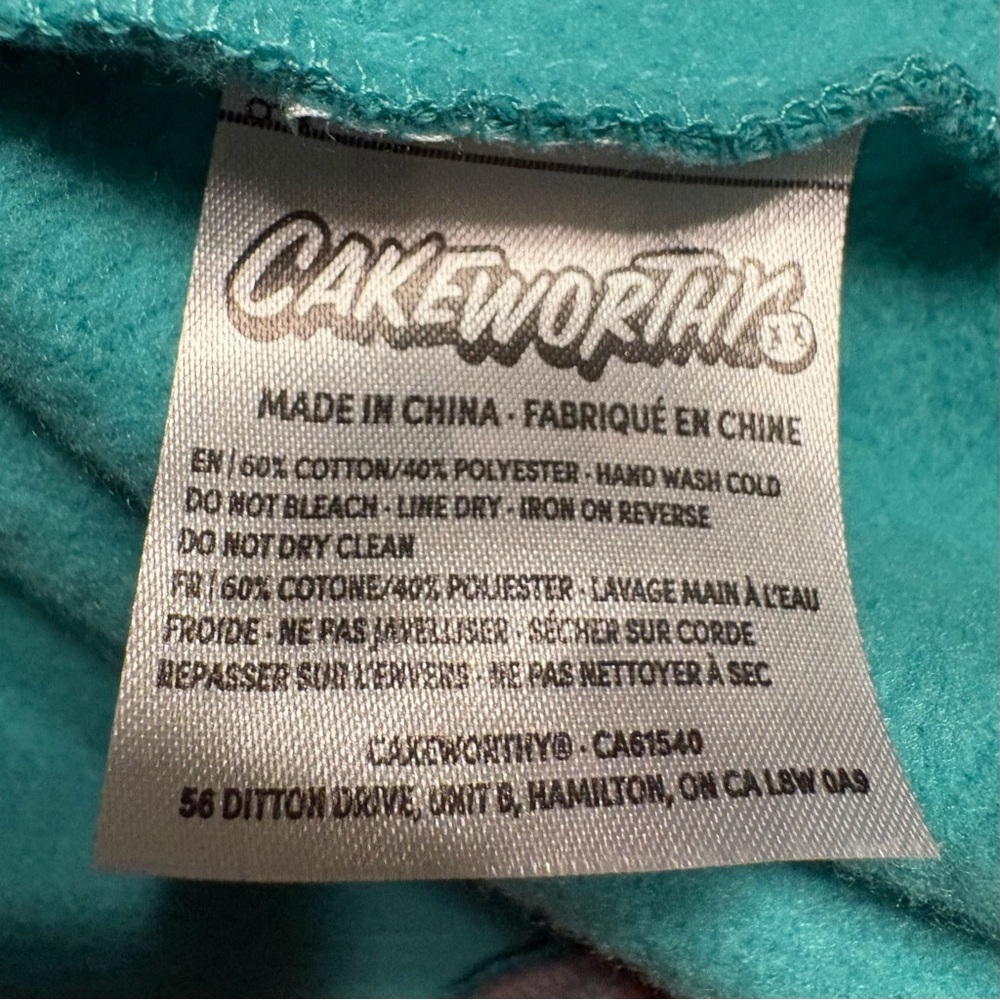 CAKEWORTHY
MADE IN CHINA · FABRIQUÉ EN CHINE
EN | 60% COTTON/40% POLYESTER · HAND WASH COLD
DO NOT BLEACH · LINE DRY · IRON ON REVERSE
DO NOT DRY CLEAN
FR | 60% COTONE/40% POLIESTER · LAVAGE MAIN À L'EAU
FROIDE · NE PAS JAVELLISER · SÉCHER SUR CORDE
REPASSER SUR L'ENVERS · NE PAS NETTOYER À SEC
CAKEWORTHY® · CA61540
56 DITTON DRIVE, UNIT B, HAMILTON, ON CA L8W 0A9